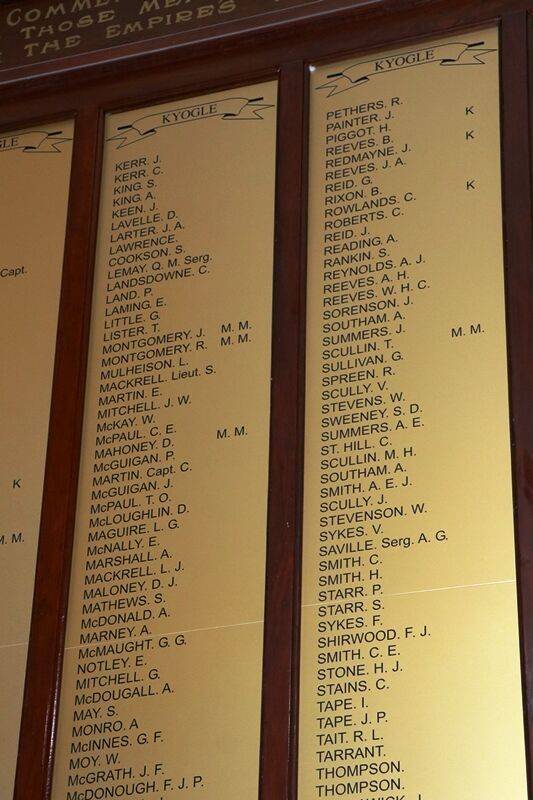 COMME
THOSE ME
THE EMPIRE'S
GLE
Capt.
K
M. M.
KYOGLE
KERR. J.
KERR. C.
KING. S.
KING. A.
KEEN. J.
LAVELLE. D.
LARTER. J. A.
LAWRENCE.
COOKSON. S.
LEMAY. Q. M. Serg.
LANDSDOWNE. C.
LAND. P.
LAMING. E.
LITTLE. G.
LISTER. T.
MONTGOMERY. J. M. M.
MONTGOMERY. R. M. M.
MULHEISON. L.
MACKRELL. Lieut. S.
MARTIN. E.
MITCHELL. J. W.
McKAY. W.
McPAUL. C. E.
MAHONEY. D. M. M.
McGUIGAN. P.
MARTIN. Capt. C.
McGUIGAN. J.
McPAUL. T. O.
McLOUGHLIN. D.
MAGUIRE. L. G.
McNALLY. E.
MARSHALL. A.
MACKRELL. L. J.
MALONEY. D. J.
MATHEWS. S.
McDONALD. A.
MARNEY. A.
McMAUGHT. G. G.
NOTLEY. E.
MITCHELL. G.
McDOUGALL. A.
MAY. S.
MONRO. A
McINNES. G. F.
MOY. W.
McGRATH. J. F.
McDONOUGH. F. J. P.
KYOGLE
PETHERS. R.
PAINTER. J. K
PIGGOT. H.
REEVES. B. K
REDMAYNE. J.
REEVES. J. A.
REID. G.
RIXON. B. K
ROWLANDS. C.
ROBERTS. C.
REID. J.
READING. A.
RANKIN. S.
REYNOLDS. A. J.
REEVES. A. H.
REEVES. W. H. C.
SORENSON. J.
SOUTHAM. A.
SUMMERS. J.
SCULLIN. T. M. M.
SULLIVAN. G.
SPREEN. R.
SCULLY. V.
STEVENS. W.
SWEENEY. S. D.
SUMMERS. A. E.
ST. HILL. C.
SCULLIN. M. H.
SOUTHAM. A.
SMITH. A. E. J.
SCULLY. J.
STEVENSON. W.
SYKES. V.
SAVILLE. Serg. A. G.
SMITH. C.
SMITH. H.
STARR. P.
STARR. S.
SYKES. F.
SHIRWOOD. F. J.
SMITH. C. E.
STONE. H. J.
STAINS. C.
TAPE. I.
TAPE. J. P.
TAIT. R. L.
TARRANT.
THOMPSON.
THOMPSON.